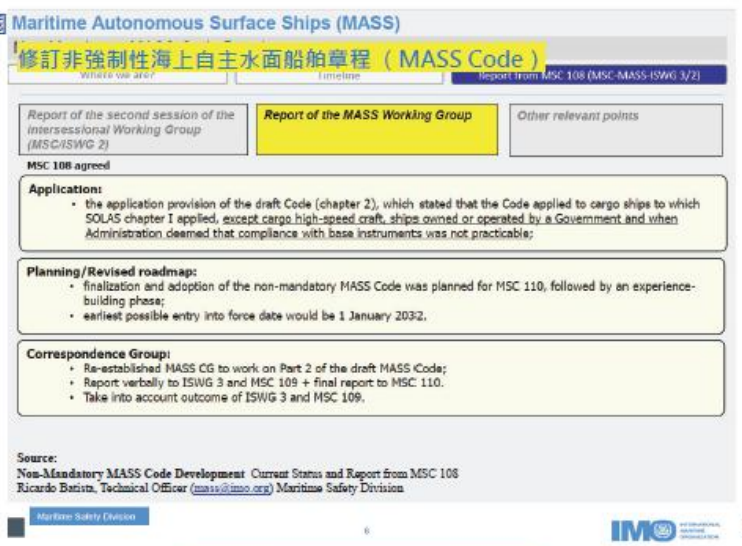 Maritime Autonomous Surface Ships (MASS)
修訂非強制性海上自主水面船舶章程 （MASS Code）
Where we are?
Timeline
Report from MSC 108 (MSC-MASS-ISWG 3/2)
Report of the second session of the
intersessional Working Group
(MSC/ISWG 2)
Report of the MASS Working Group
Other relevant points
MSC 108 agreed
Application:
• the application provision of the draft Code (chapter 2), which stated that the Code applied to cargo ships to which
SOLAS chapter I applied, except cargo high-speed craft, ships owned or operated by a Government and when
Administration deemed that compliance with base instruments was not practicable;
Planning/Revised roadmap:
• finalization and adoption of the non-mandatory MASS Code was planned for MSC 110, followed by an experience-
building phase;
• earliest possible entry into force date would be 1 January 2032.
Correspondence Group:
• Re-established MASS CG to work on Part 2 of the draft MASS Code;
• Report verbally to ISWG 3 and MSC 109 + final report to MSC 110.
• Take into account outcome of ISWG 3 and MSC 109.
Source:
Non-Mandatory MASS Code Development Current Status and Report from MSC 108
Ricardo Batista, Technical Officer (mass@imo.org) Maritime Safety Division
Maritime Safety Division
6
IMO
INTERNATIONAL
MARITIME
ORGANIZATION